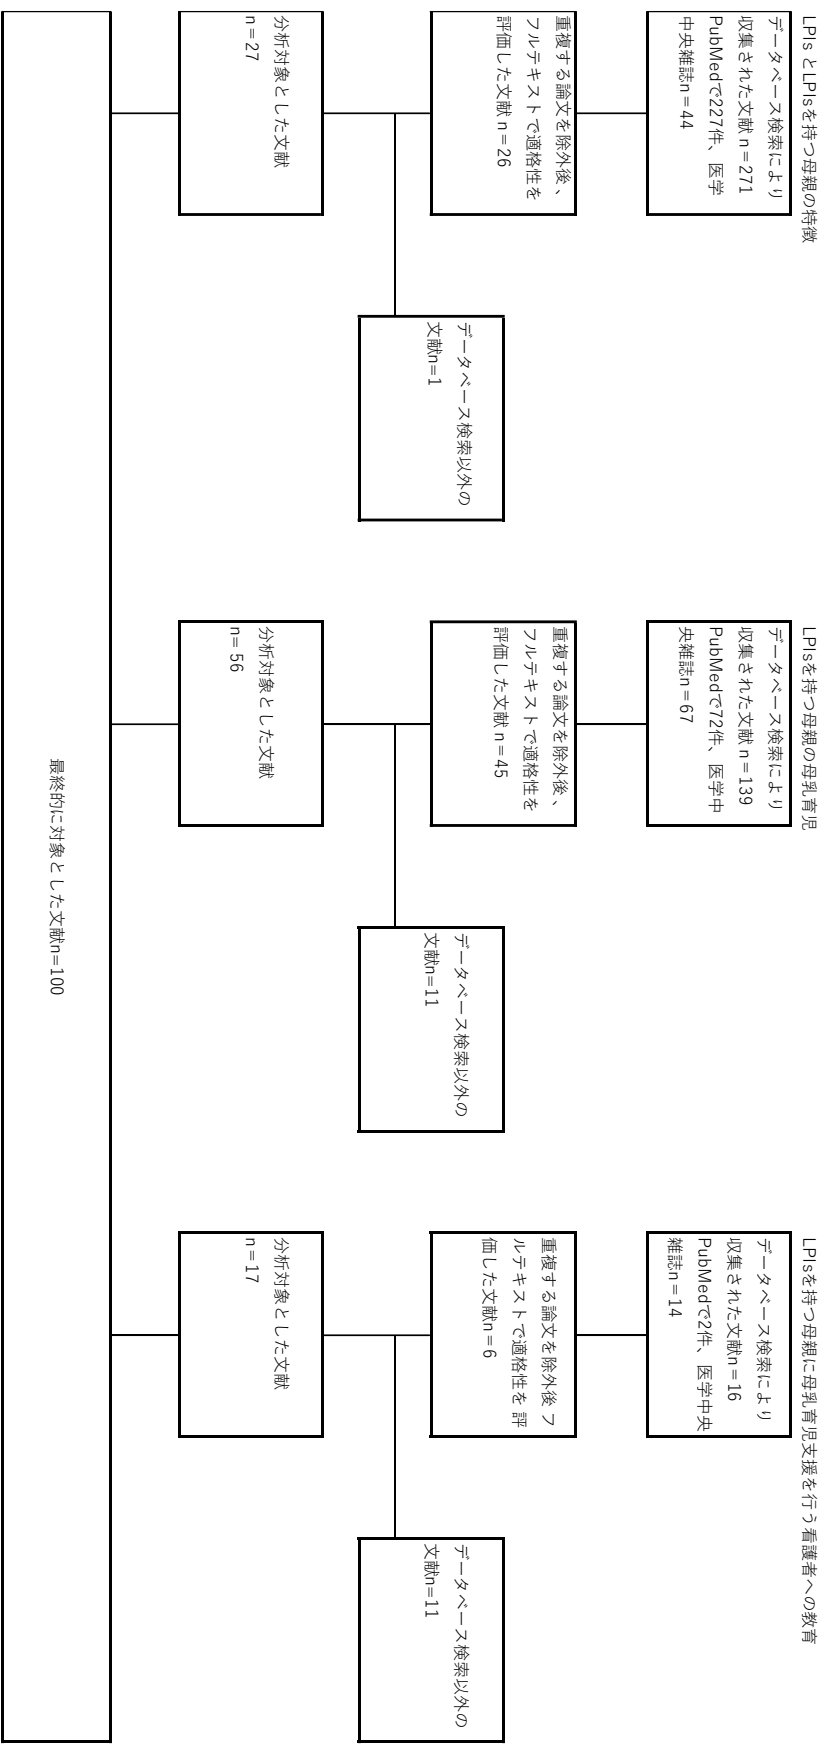 LPIs とLPIsを持つ母親の特徴
データベース検索により
収集された文献 n＝271
PubMedで227件、医学
中央雑誌n＝44
重複する論文を除外後、
フルテキストで適格性を
評価した文献 n＝26
データベース検索以外の
文献n＝1
分析対象とした文献
n＝27
LPIsを持つ母親の母乳育児
データベース検索により
収集された文献 n＝139
PubMedで72件、医学中
央雑誌n＝67
重複する論文を除外後、
フルテキストで適格性を
評価した文献 n＝45
データベース検索以外の
文献n＝11
分析対象とした文献
n＝ 56
LPIsを持つ母親に母乳育児支援を行う看護者への教育
データベース検索により
収集された文献n＝16
PubMedで2件、医学中央
雑誌n＝14
重複する論文を除外後 フ
ルテキストで適格性を 評
価した文献n＝6
データベース検索以外の
文献n＝11
分析対象とした文献
n＝17
最終的に対象とした文献n＝100